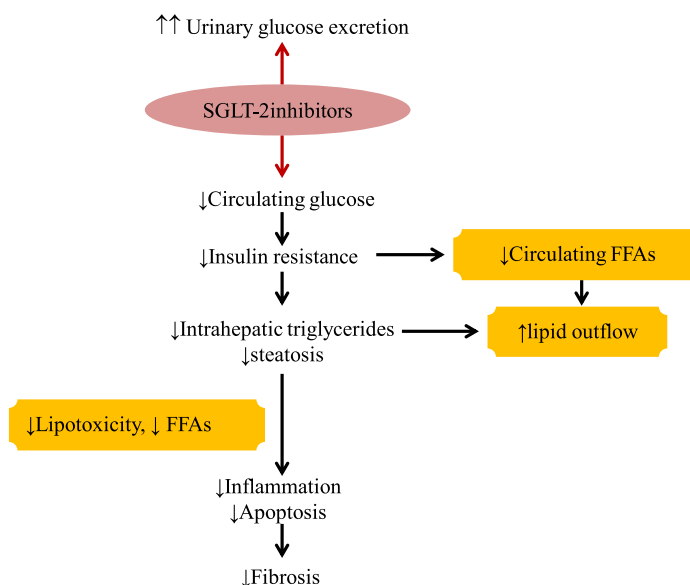 ↑↑ Urinary glucose excretion
SGLT-2inhibitors
↓Circulating glucose
↓Insulin resistance
↓Circulating FFAs
↓Intrahepatic triglycerides
↓steatosis
↑lipid outflow
↓Lipotoxicity, ↓ FFAs
↓Inflammation
↓Apoptosis
↓Fibrosis